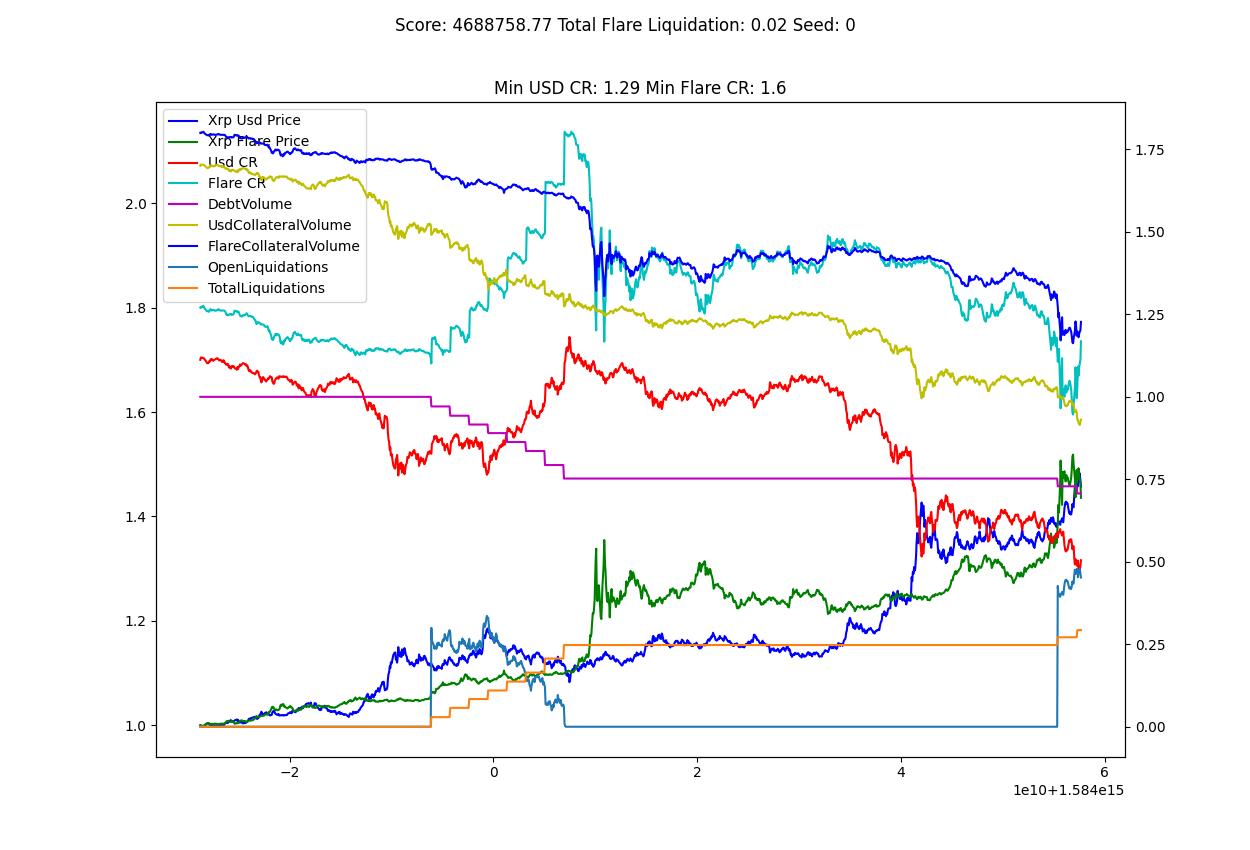 Score: 4688758.77 Total Flare Liquidation: 0.02 Seed: 0
Min USD CR: 1.29 Min Flare CR: 1.6
Xrp Usd Price
Xrp Flare Price
Usd CR
Flare CR
DebtVolume
UsdCollateralVolume
FlareCollateralVolume
OpenLiquidations
TotalLiquidations
2.0
1.8
1.6
1.4
1.2
1.0
1.75
1.50
1.25
1.00
0.75
0.50
0.25
0.00
−2
0
2
4
6
1e10+1.584e15